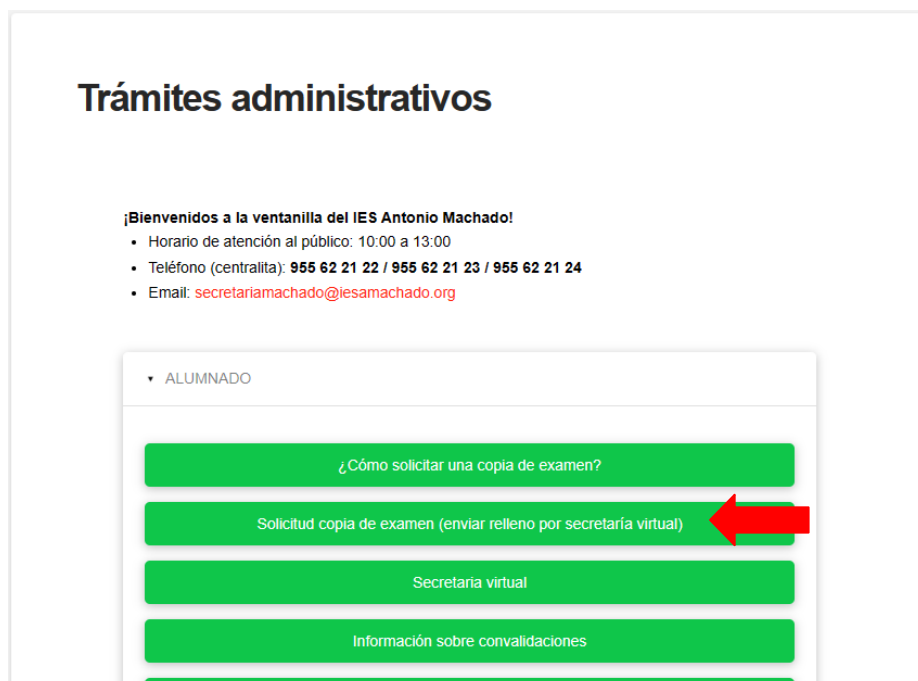 Trámites administrativos
¡Bienvenidos a la ventanilla del IES Antonio Machado!
• Horario de atención al público: 10:00 a 13:00
• Teléfono (centralita): 955 62 21 22 / 955 62 21 23 / 955 62 21 24
• Email: secretariamachado@iesamachado.org
ALUMNADO
¿Cómo solicitar una copia de examen?
Solicitud copia de examen (enviar relleno por secretaría virtual)
Secretaria virtual
Información sobre convalidaciones